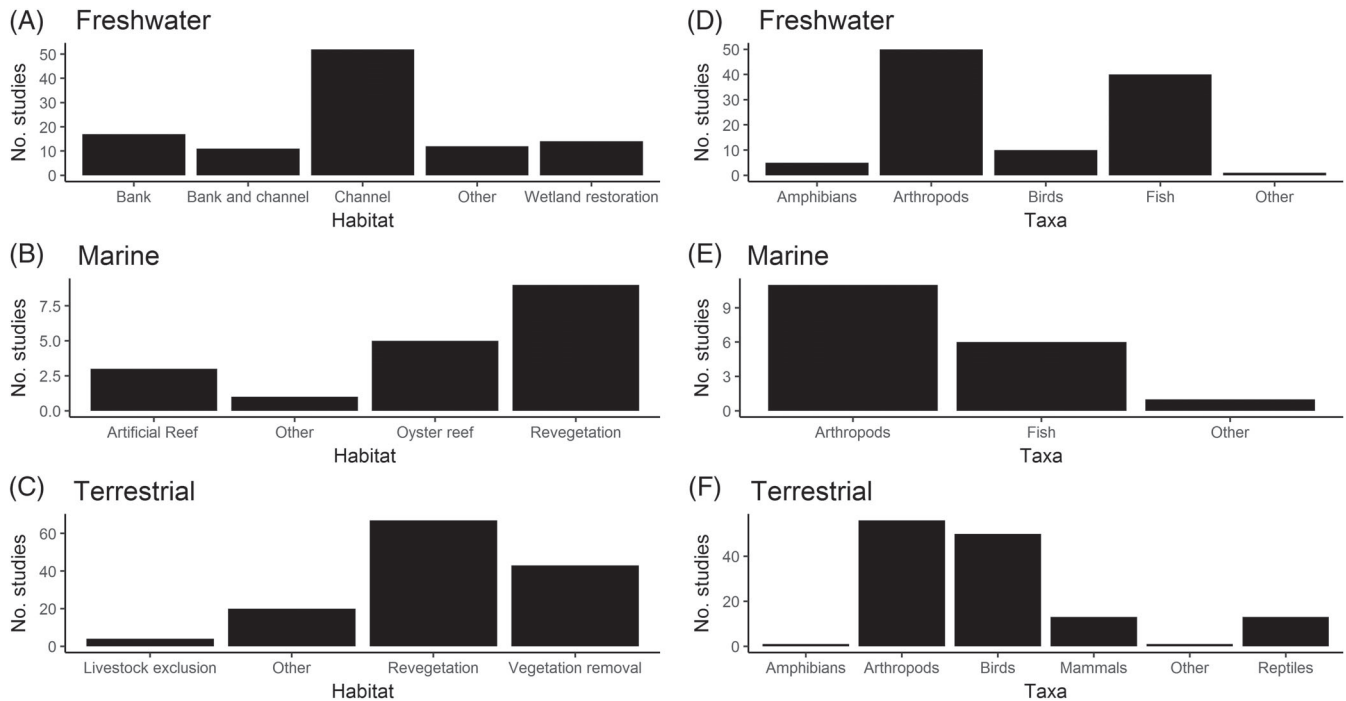 (A) Freshwater
No. studies
50
40
30
20
10
0
Bank Bank and channel Channel Other Wetland restoration
Habitat
(D) Freshwater
No. studies
50
40
30
20
10
0
Amphibians Arthropods Birds Fish Other
Taxa
(B) Marine
No. studies
7.5
5.0
2.5
0.0
Artificial Reef Other Oyster reef Revegetation
Habitat
(E) Marine
No. studies
9
6
3
0
Arthropods Fish Other
Taxa
(C) Terrestrial
No. studies
60
40
20
0
Livestock exclusion Other Revegetation Vegetation removal
Habitat
(F) Terrestrial
No. studies
40
20
0
Amphibians Arthropods Birds Mammals Other Reptiles
Taxa